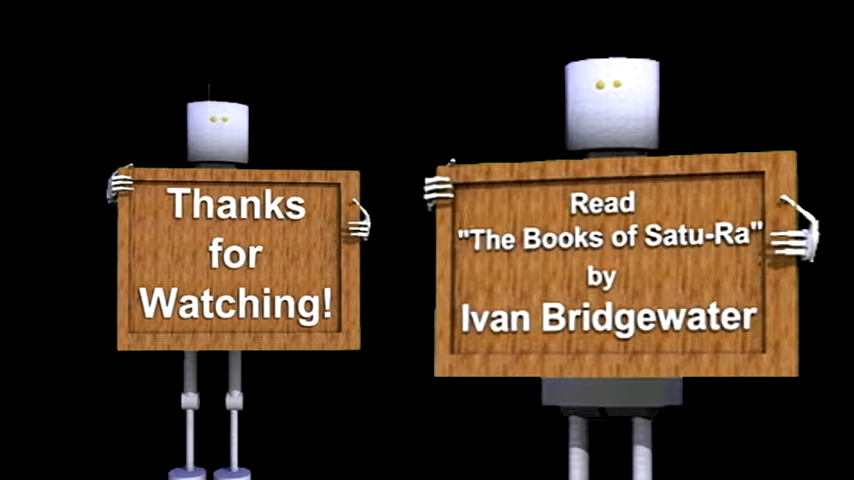 Thanks
for
Watching!
Read
"The Books of Satu-Ra"
by
Ivan Bridgewater